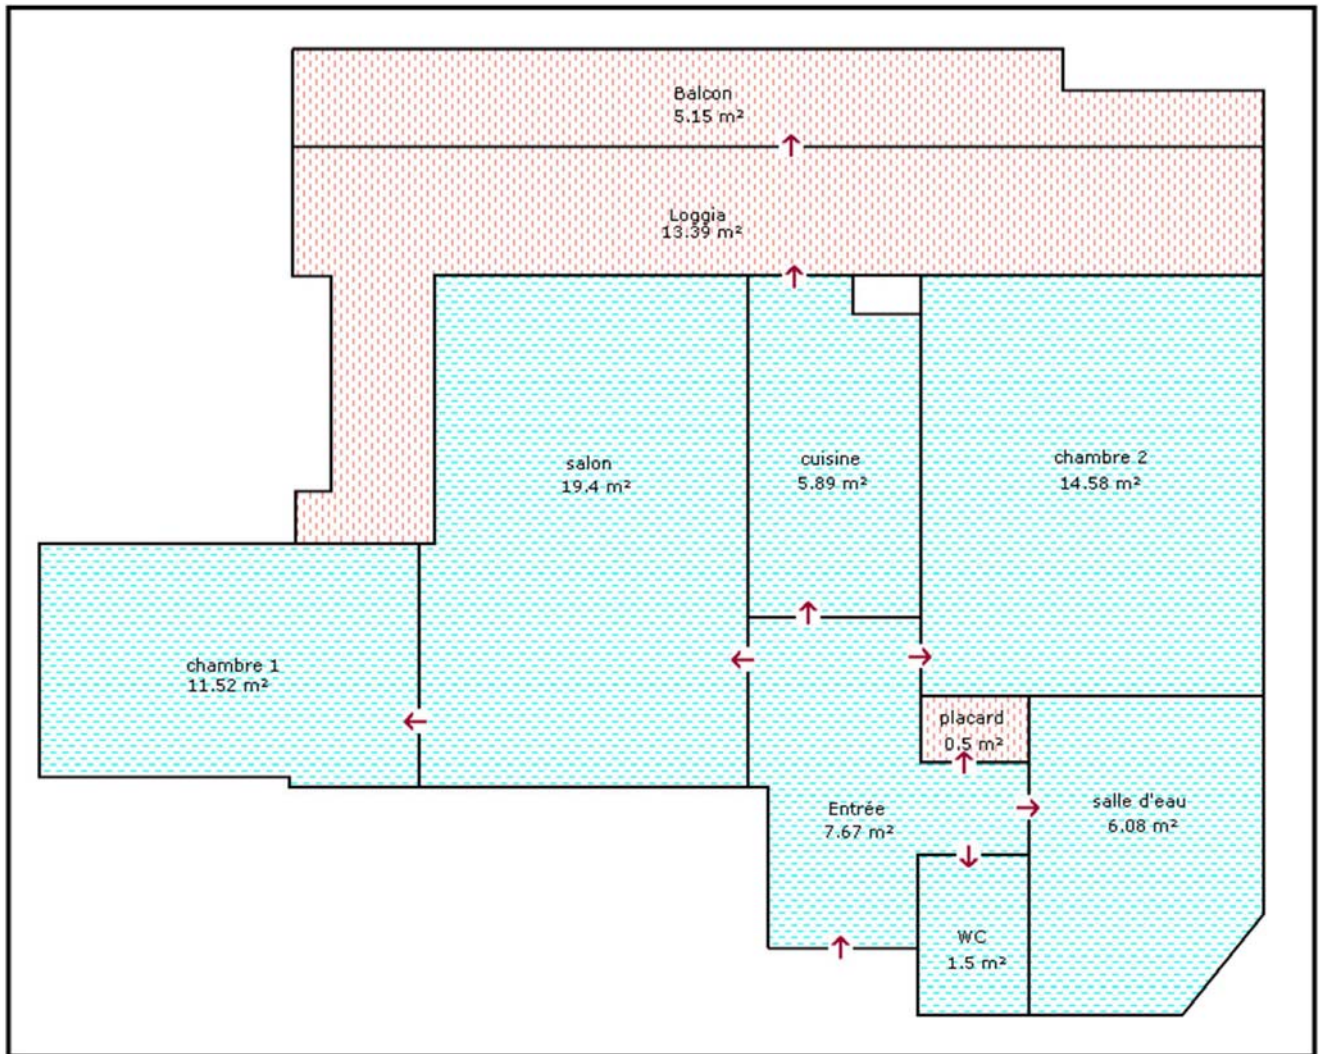 Balcon
5.15 m²
Loggia
13.39 m²
salon
19.4 m²
cuisine
5.89 m²
chambre 2
14.58 m²
chambre 1
11.52 m²
placard
0.5 m²
Entrée
7.67 m²
salle d'eau
6.08 m²
WC
1.5 m²